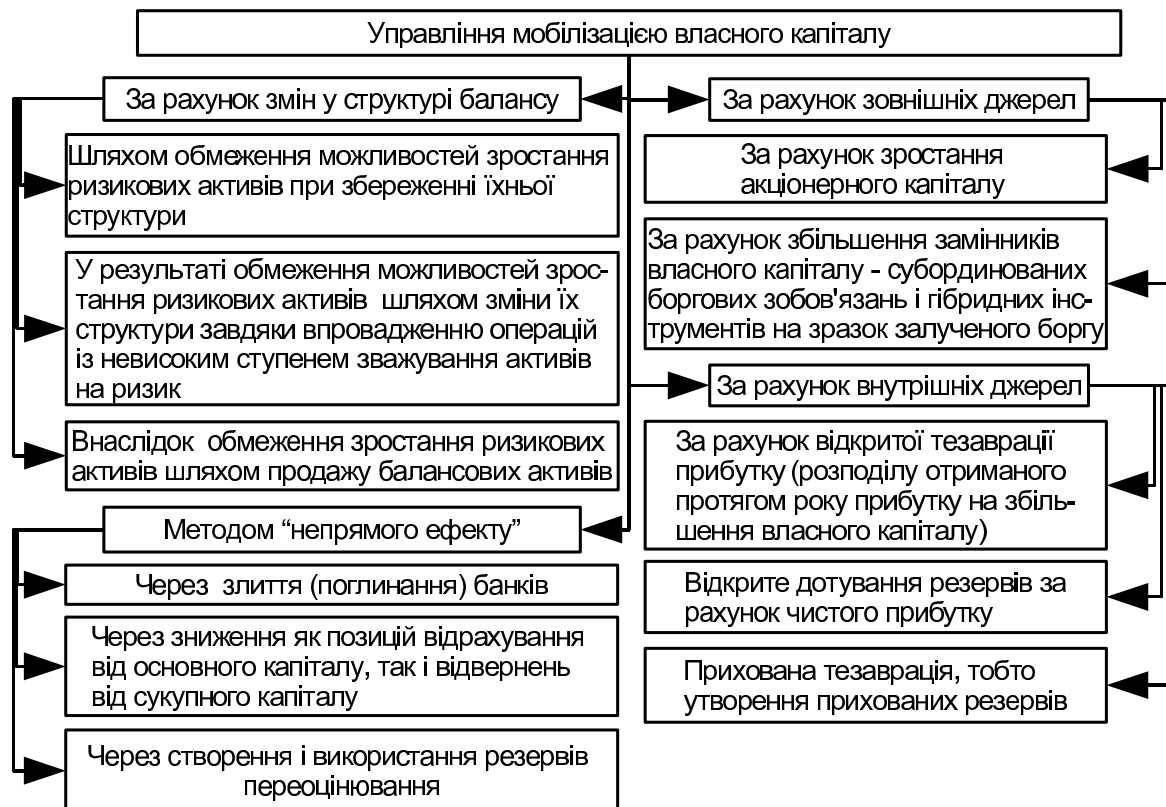 Управління мобілізацією власного капіталу
За рахунок змін у структурі балансу
Шляхом обмеження можливостей зростання
ризикових активів при збереженні їхньої
структури
У результаті обмеження можливостей зрос-
тання ризикових активів шляхом зміни їх
структури завдяки впровадженню операцій
із невисоким ступенем зважування активів
на ризик
Внаслідок обмеження зростання ризикових
активів шляхом продажу балансових активів
Методом “непрямого ефекту”
Через злиття (поглинання) банків
Через зниження як позицій відрахування
від основного капіталу, так і відвернень
від сукупного капіталу
Через створення і використання резервів
переоцінювання
За рахунок зовнішніх джерел
За рахунок зростання
акціонерного капіталу
За рахунок збільшення замінників
власного капіталу - субординованих
боргових зобов'язань і гібридних інс-
трументів на зразок залученого боргу
За рахунок внутрішніх джерел
За рахунок відкритої тезаврації
прибутку (розподілу отриманого
протягом року прибутку на збіль-
шення власного капіталу)
Відкрите дотування резервів за
рахунок чистого прибутку
Прихована тезаврація, тобто
утворення прихованих резервів